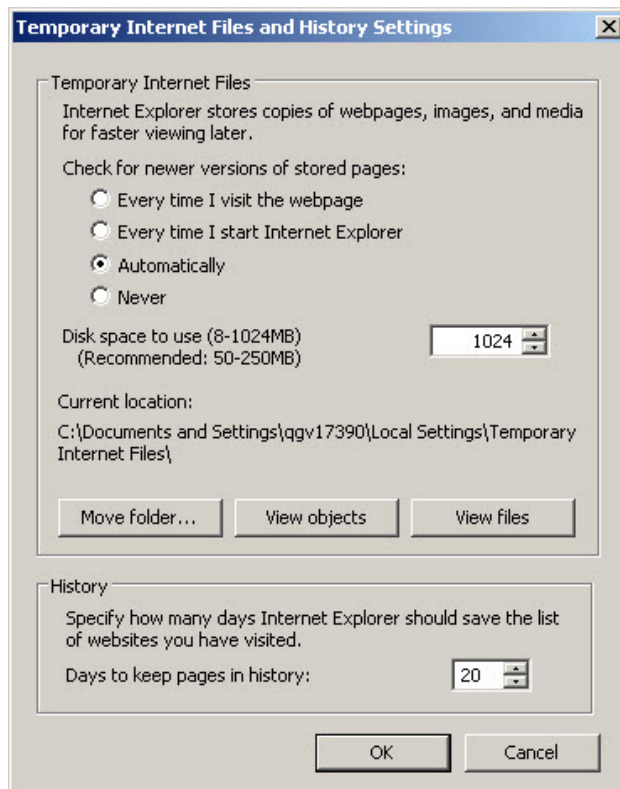 Temporary Internet Files and History Settings
Temporary Internet Files
Internet Explorer stores copies of webpages, images, and media
for faster viewing later.
Check for newer versions of stored pages:
Every time I visit the webpage
Every time I start Internet Explorer
Automatically
Never
Disk space to use (8-1024MB)
(Recommended: 50-250MB)
1024
Current location:
C:\Documents and Settings\qgv17390\Local Settings\Temporary
Internet Files\
Move folder... View objects View files
History
Specify how many days Internet Explorer should save the list
of websites you have visited.
Days to keep pages in history: 20
OK Cancel